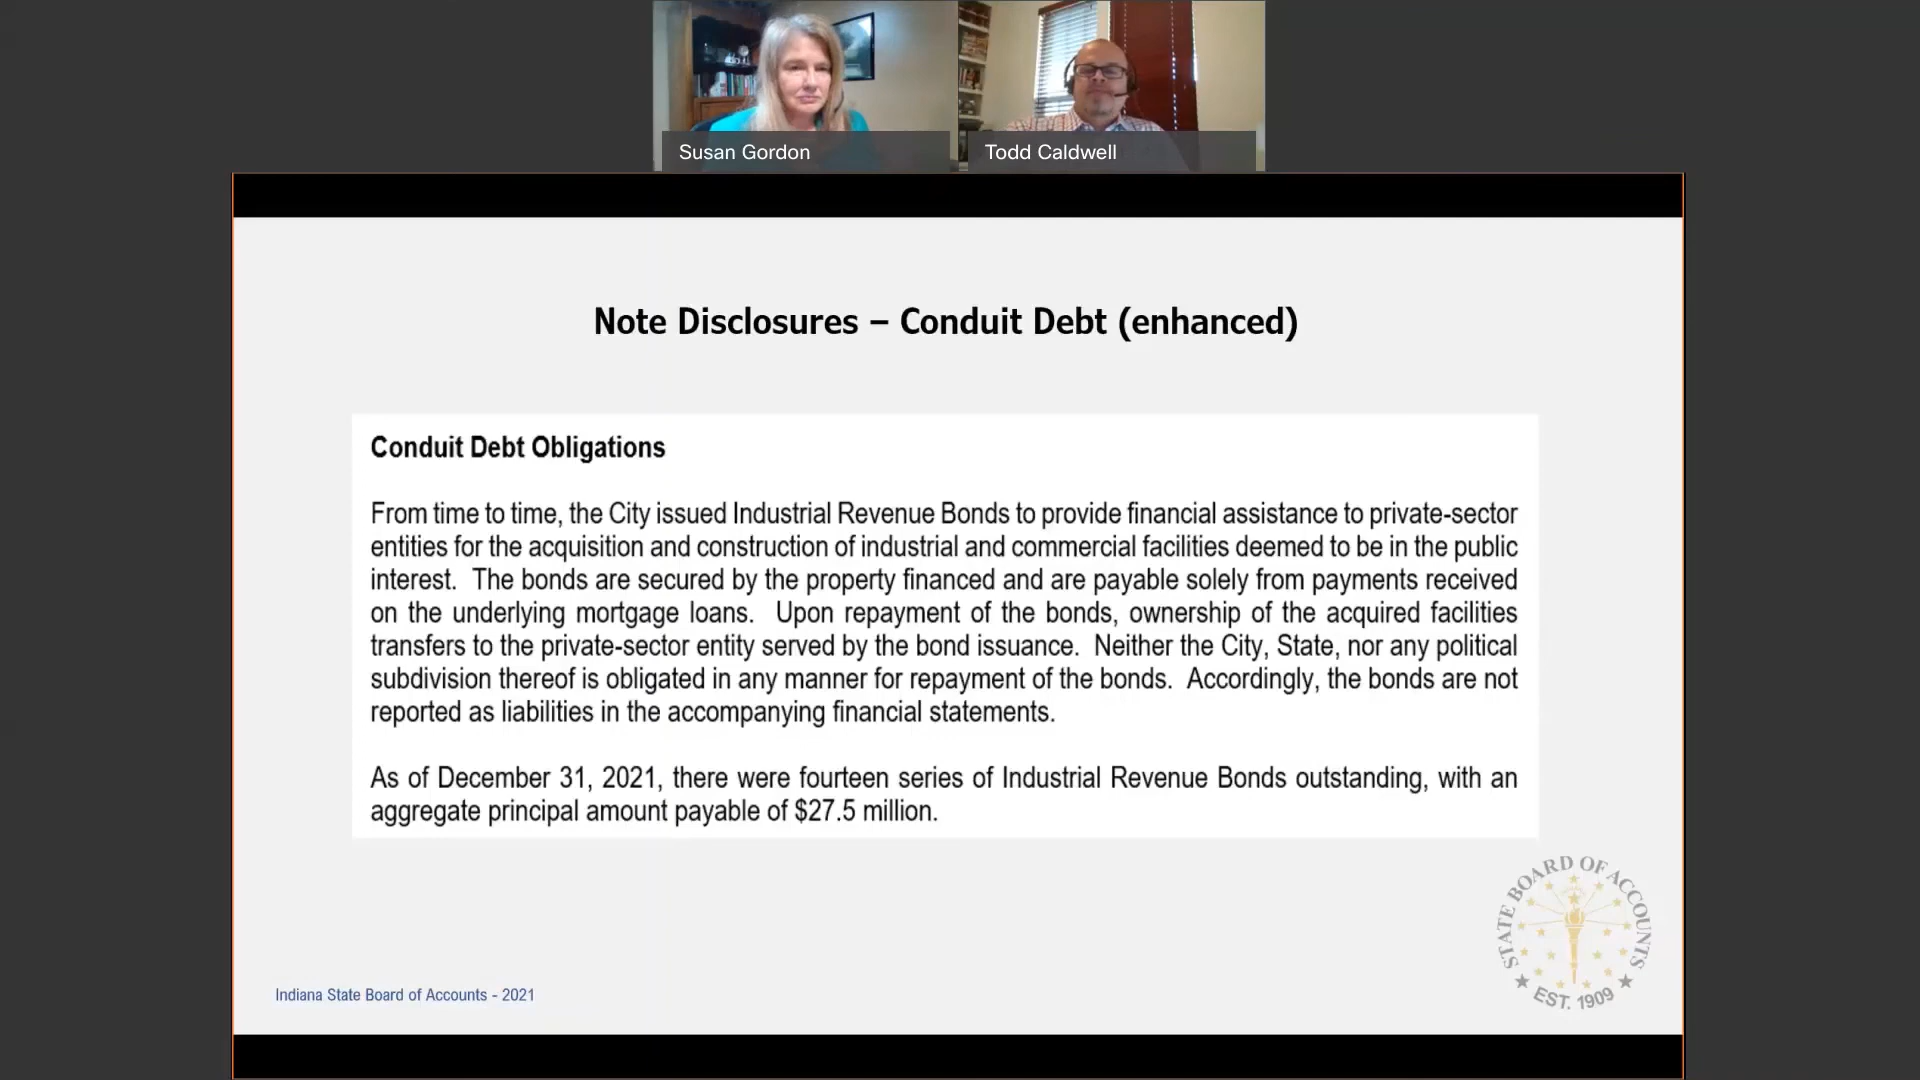 Susan Gordon
Todd Caldwell
Note Disclosures – Conduit Debt (enhanced)
Conduit Debt Obligations
From time to time, the City issued Industrial Revenue Bonds to provide financial assistance to private-sector
entities for the acquisition and construction of industrial and commercial facilities deemed to be in the public
interest.  The bonds are secured by the property financed and are payable solely from payments received
on the underlying mortgage loans.  Upon repayment of the bonds, ownership of the acquired facilities
transfers to the private-sector entity served by the bond issuance.  Neither the City, State, nor any political
subdivision thereof is obligated in any manner for repayment of the bonds.  Accordingly, the bonds are not
reported as liabilities in the accompanying financial statements.
As of December 31, 2021, there were fourteen series of Industrial Revenue Bonds outstanding, with an
aggregate principal amount payable of $27.5 million.
STATE BOARD OF ACCOUNTS
EST. 1909
Indiana State Board of Accounts - 2021